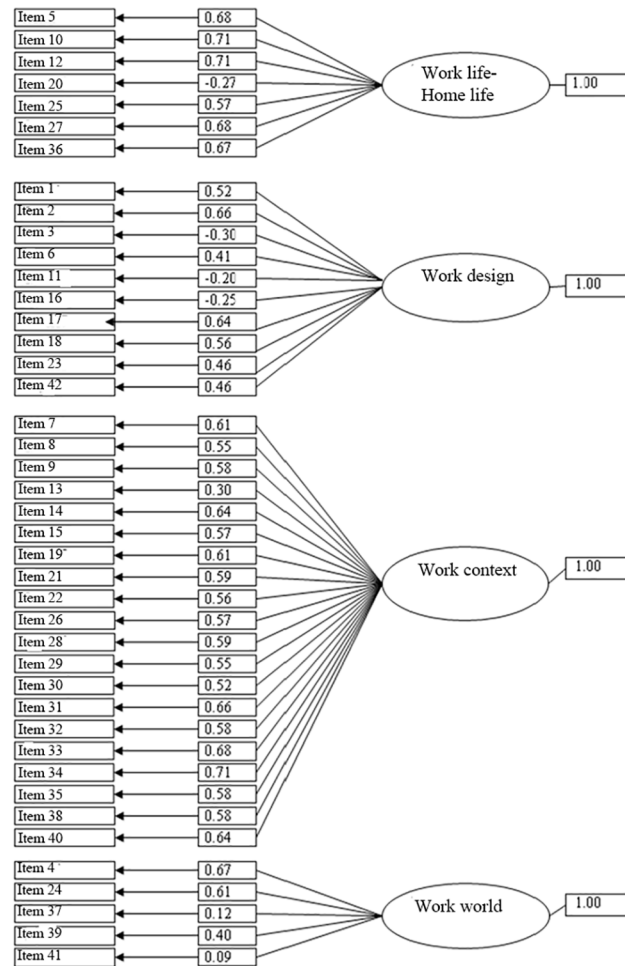 Item 5 0.68
Item 10 0.71
Item 12 0.71
Work life-
Home life
1.00
Item 20 -0.27
Item 25 0.57
Item 27 0.68
Item 36 0.67
Item 1 0.52
Item 2 0.66
Item 3 -0.30
Item 6 0.41
Item 11 -0.20
Work design
1.00
Item 16 -0.25
Item 17 0.64
Item 18 0.56
Item 23 0.46
Item 42 0.46
Item 7 0.61
Item 8 0.55
Item 9 0.58
Item 13 0.30
Item 14 0.64
Item 15 0.57
Item 19 0.61
Item 21 0.59
Work context
1.00
Item 22 0.56
Item 26 0.57
Item 28 0.59
Item 29 0.55
Item 30 0.52
Item 31 0.66
Item 32 0.58
Item 33 0.68
Item 34 0.71
Item 35 0.58
Item 38 0.58
Item 40 0.64
Item 4 0.67
Item 24 0.61
Item 37 0.12
Work world
1.00
Item 39 0.40
Item 41 0.09